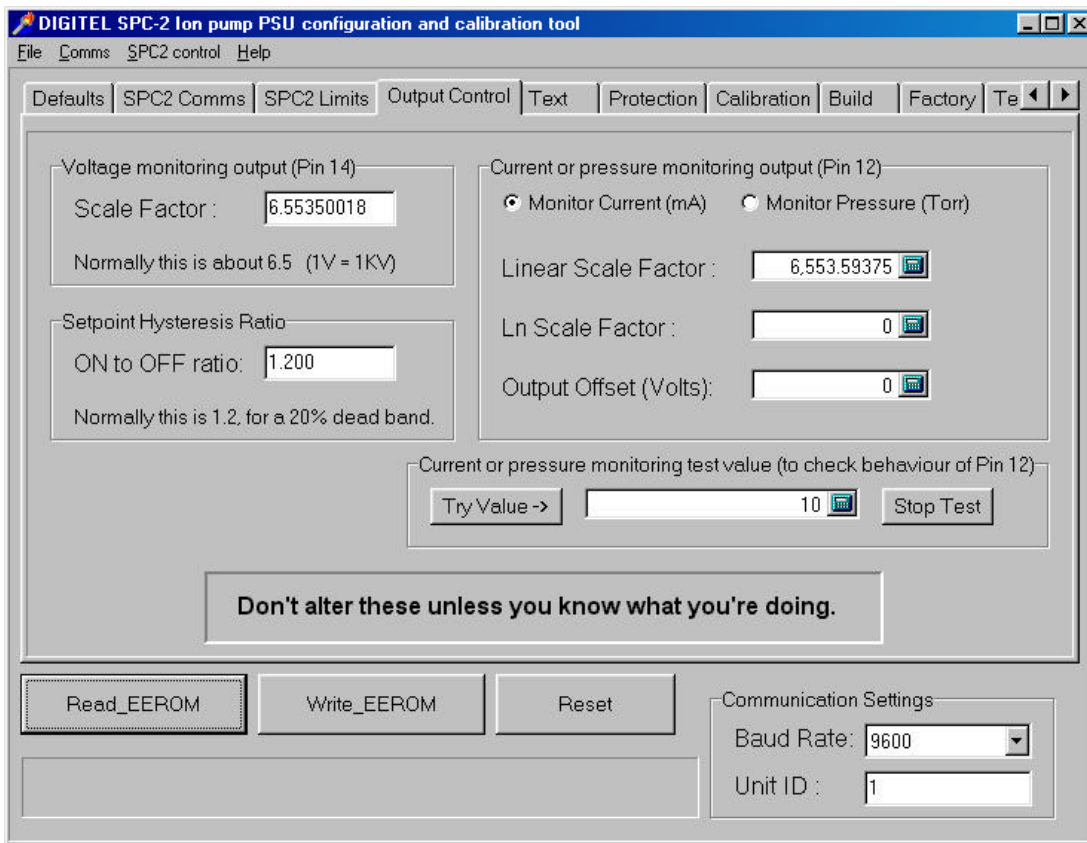 DIGITEL SPC-2 Ion pump PSU configuration and calibration tool
File Comms SPC2 control Help
Defaults SPC2 Comms SPC2 Limits Output Control Text Protection Calibration Build Factory Te
Voltage monitoring output (Pin 14)
Scale Factor : 6.55350018
Normally this is about 6.5 (1V = 1KV)
Setpoint Hysteresis Ratio
ON to OFF ratio: 1.200
Normally this is 1.2, for a 20% dead band.
Current or pressure monitoring output (Pin 12)
Monitor Current (mA) Monitor Pressure (Torr)
Linear Scale Factor : 6,553.59375
Ln Scale Factor : 0
Output Offset (Volts): 0
Current or pressure monitoring test value (to check behaviour of Pin 12)
Try Value -> 10 Stop Test
Don't alter these unless you know what you're doing.
Read_EEROM Write_EEROM Reset
Communication Settings
Baud Rate: 9600
Unit ID : 1